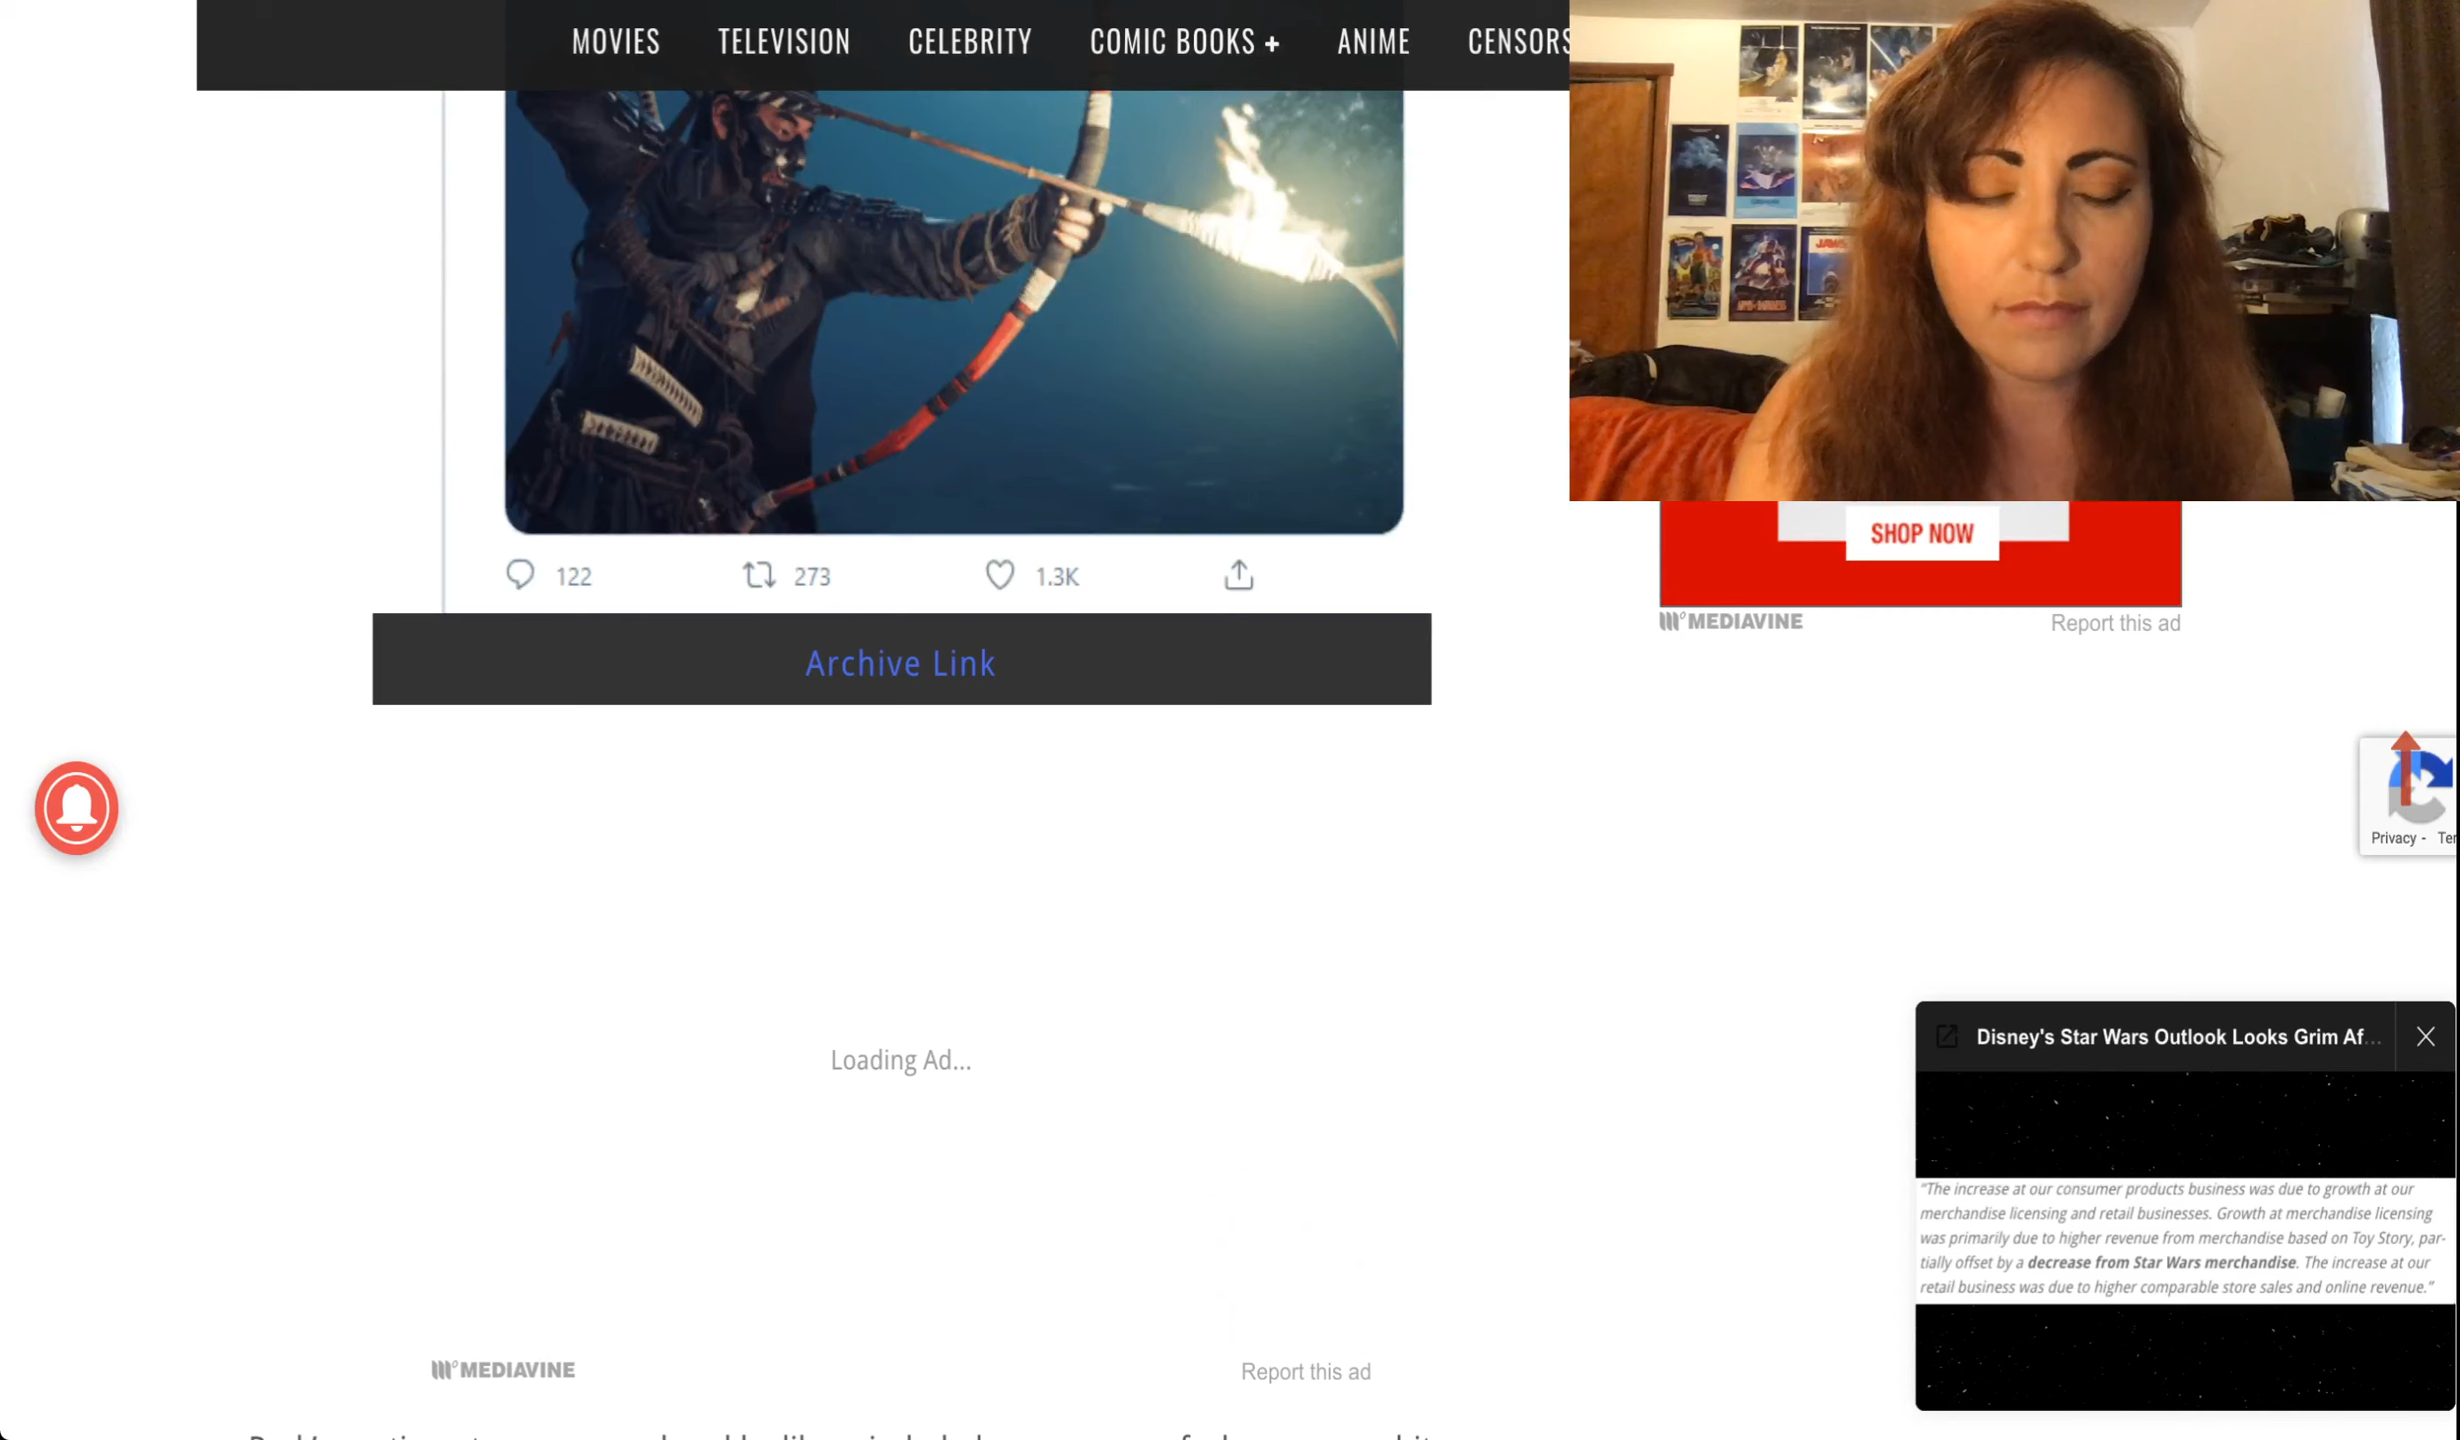 MOVIES TELEVISION CELEBRITY COMIC BOOKS + ANIME CENSORS
JAWS
SHOP NOW
122 273 1.3K
MEDIAVINE Report this ad
Archive Link
Privacy - Ter
Disney's Star Wars Outlook Looks Grim Af...
Loading Ad...
"The increase at our consumer products business was due to growth at our
merchandise licensing and retail businesses. Growth at merchandise licensing
was primarily due to higher revenue from merchandise based on Toy Story, par-
tially offset by a decrease from Star Wars merchandise. The increase at our
retail business was due to higher comparable store sales and online revenue."
MEDIAVINE Report this ad